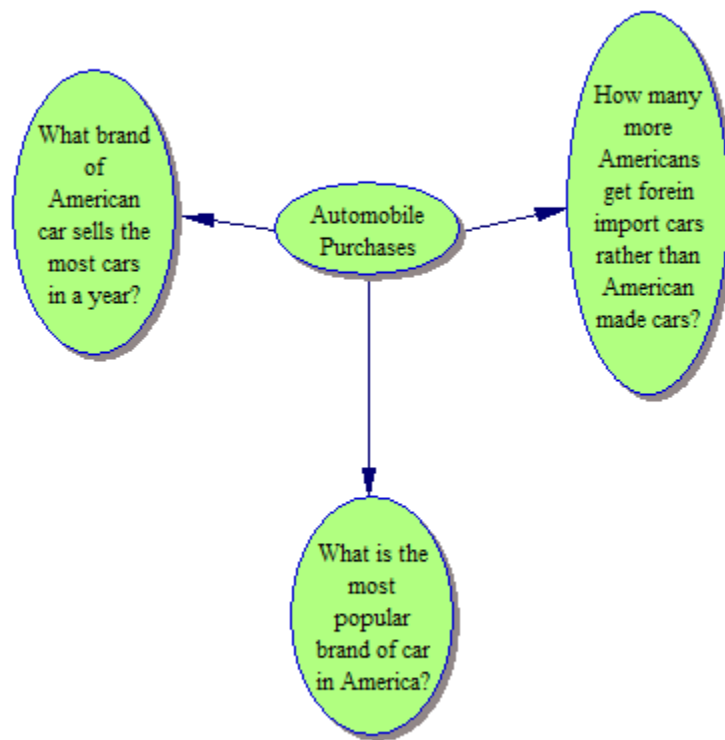 What brand
of
American
car sells the
most cars
in a year?
Automobile
Purchases
How many
more
Americans
get forein
import cars
rather than
American
made cars?
What is the
most
popular
brand of car
in America?